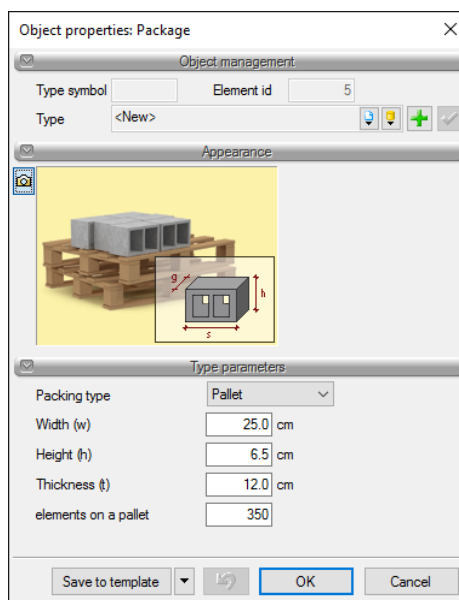 Object properties: Package
Object management
Type symbol Element id 5
Type <New>
Appearance
g
h
s
Type parameters
Packing type Pallet
Width (w) 25.0 cm
Height (h) 6.5 cm
Thickness (t) 12.0 cm
elements on a pallet 350
Save to template OK Cancel